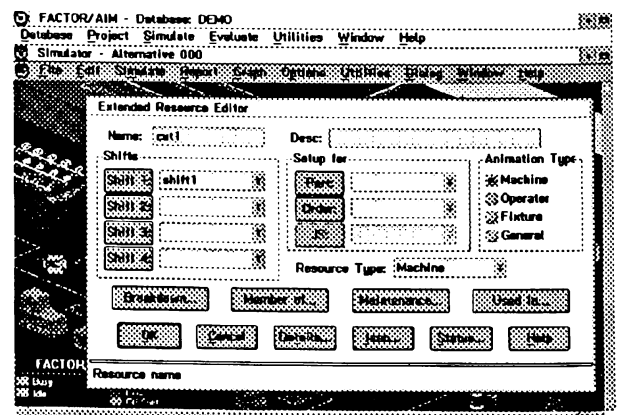 FACTOR/AIM - Database: DEMO
Database Project Simulate Evaluate Utilities Window Help
Simulator - Alternative 000
File Edit Simulate Report Graph Options Utilities Dialog Window Help
Extended Resource Editor
Name: cut1 Desc:
Shifts Setup for Animation Type
Shift 1: shift1 Part: Machine
Shift 2: Order: Operator
Shift 3: Fixture
Shift 4: General
Resource Type: Machine
Breakdown... Member of... Maintenance... Used in...
OK Cancel Details... Icon... Status... Help
FACTOR
Resource name
Busy
Idle